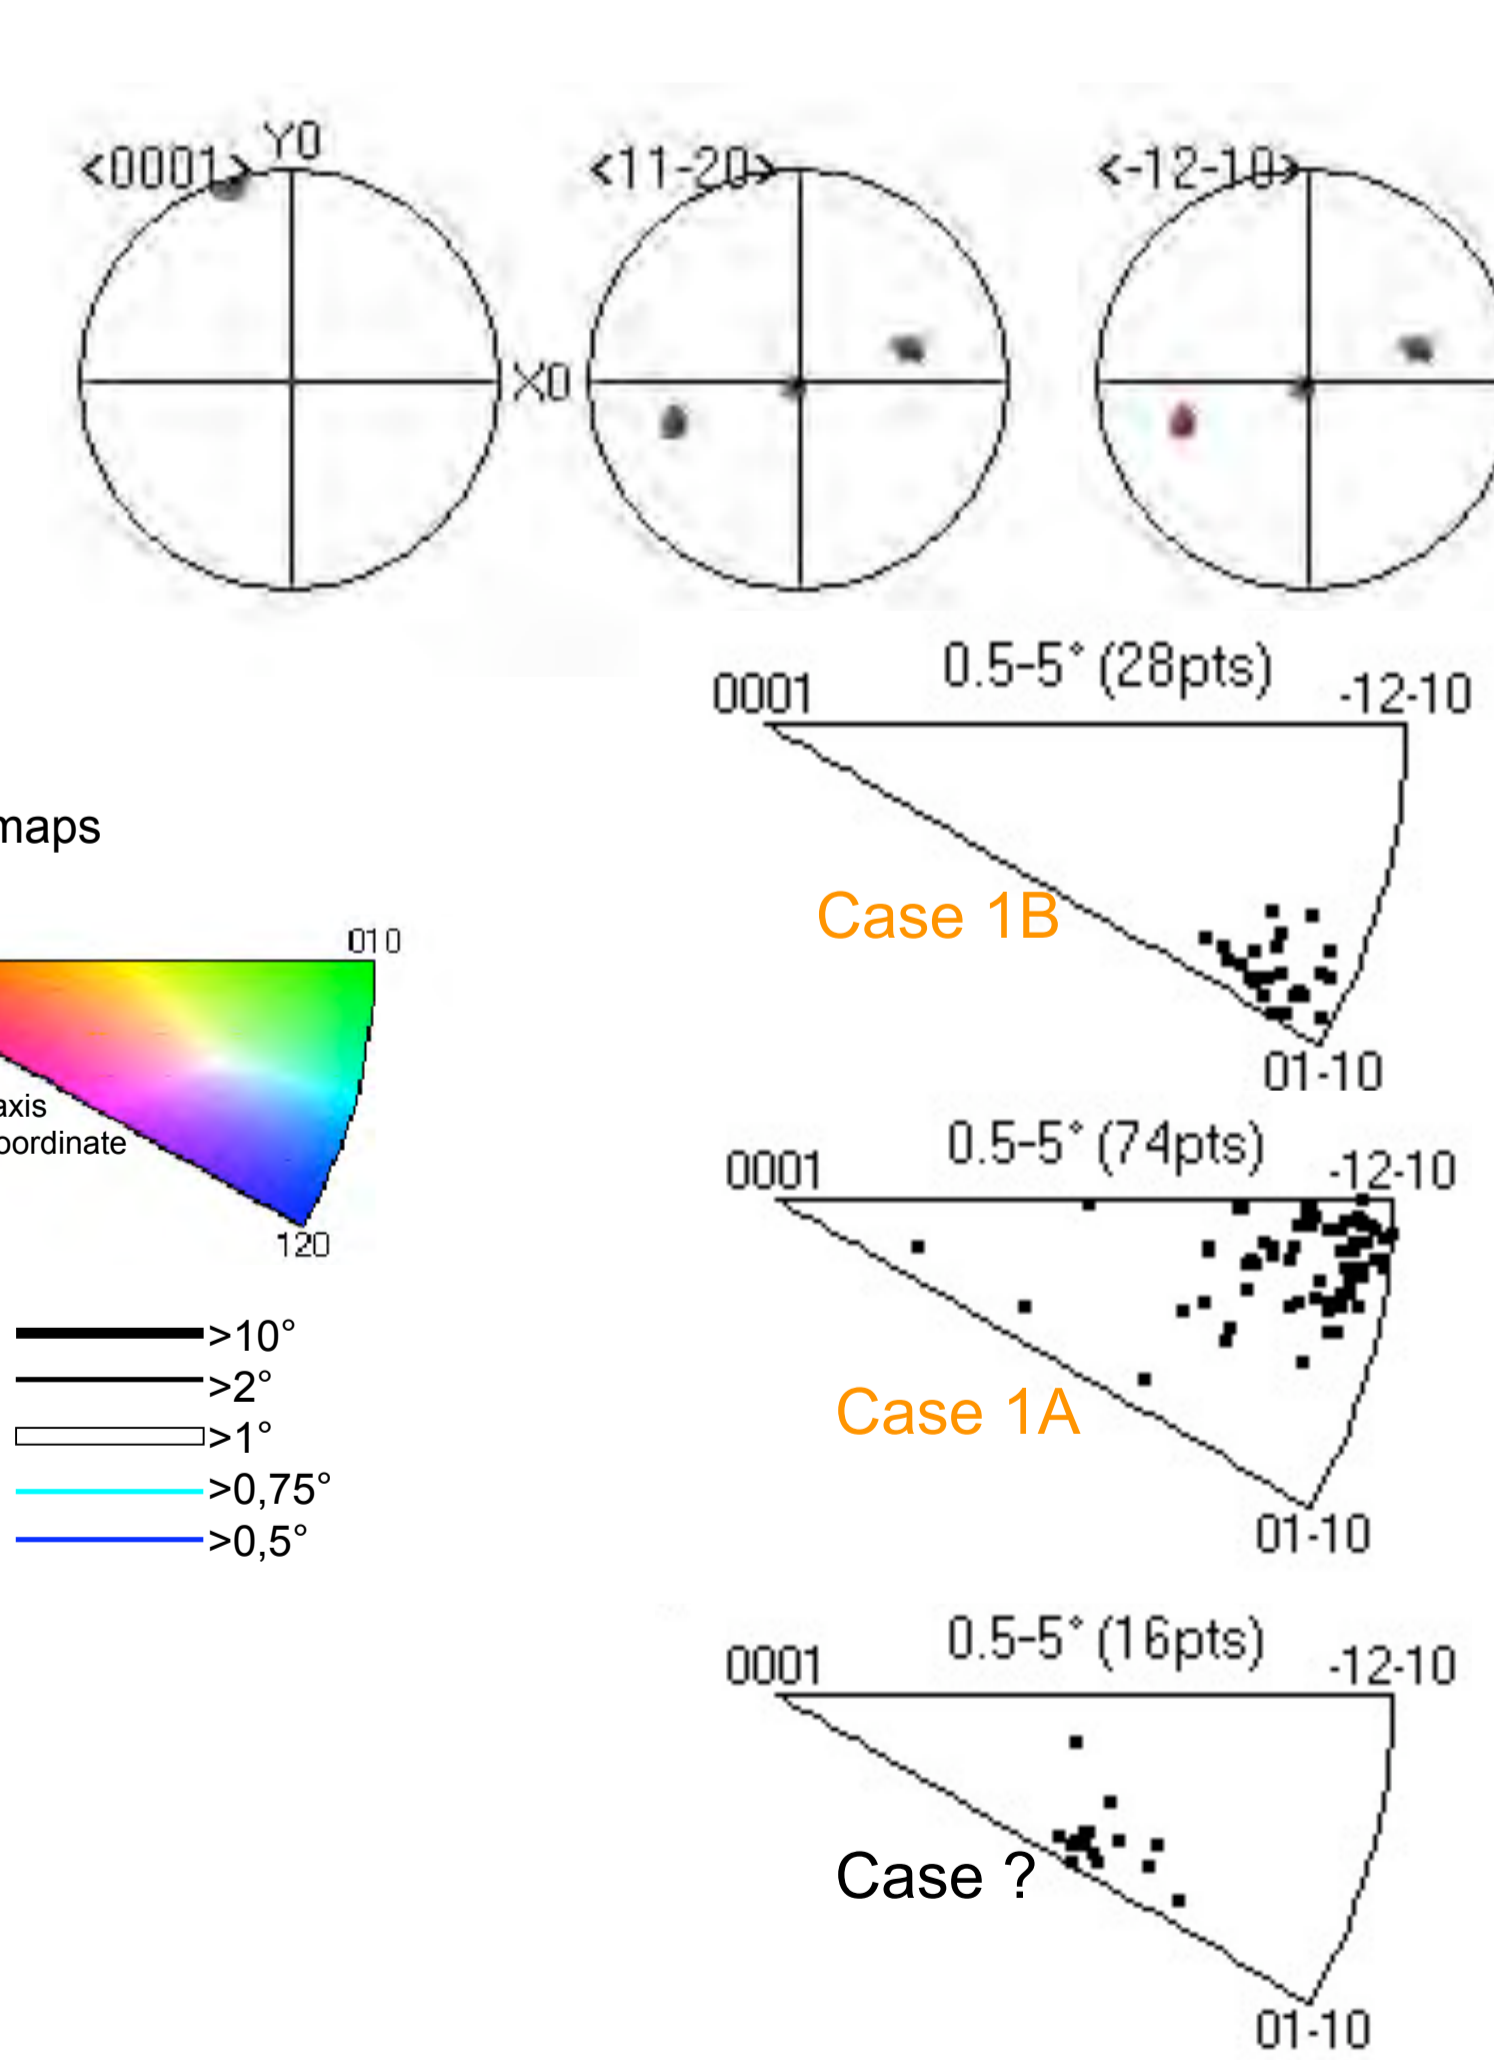 Y0
<0001>
<11-20>
<-12-10>
X0
0.5-5° (28pts)
0001
-12-10
maps
Case 1B
010
01-10
axis
oordinate
0.5-5° (74pts)
0001
-12-10
120
>10°
>2°
Case 1A
>1°
>0,75°
>0,5°
01-10
0.5-5° (16pts)
0001
-12-10
Case ?
01-10